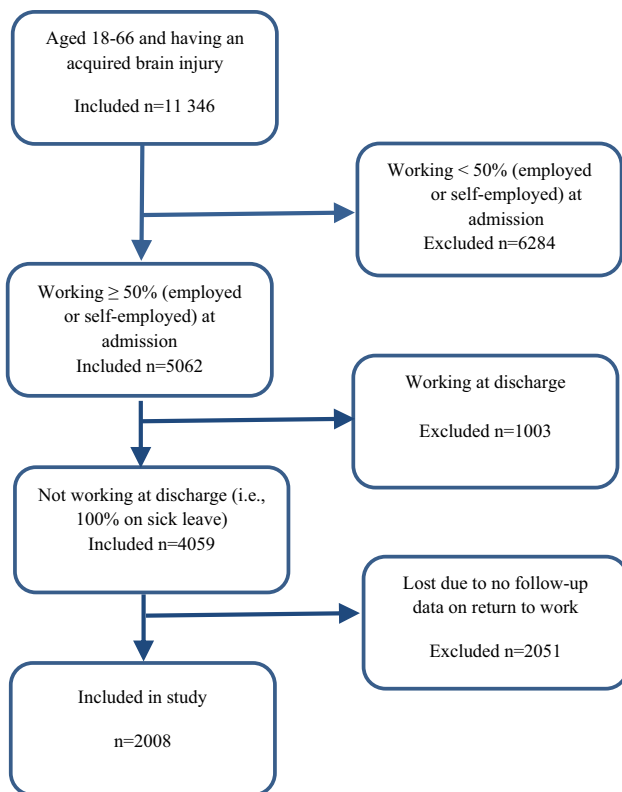 Aged 18-66 and having an
acquired brain injury
Included n=11 346
Working < 50% (employed
or self-employed) at
admission
Excluded n=6284
Working ≥ 50% (employed
or self-employed) at
admission
Included n=5062
Working at discharge
Excluded n=1003
Not working at discharge (i.e.,
100% on sick leave)
Included n=4059
Lost due to no follow-up
data on return to work
Excluded n=2051
Included in study
n=2008